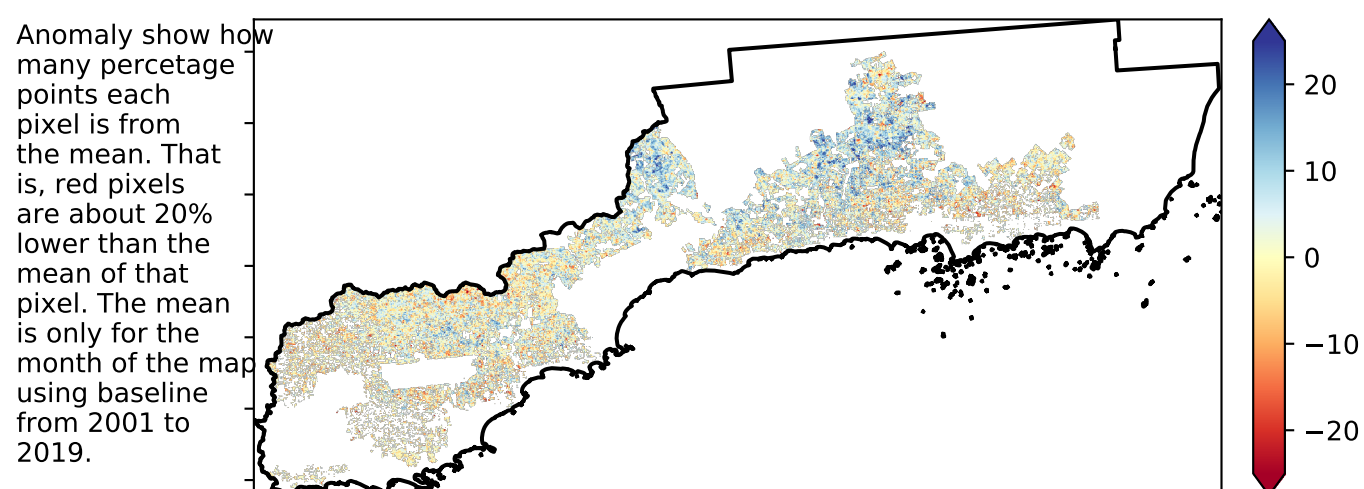 Anomaly show how
many percetage
points each
pixel is from
the mean. That
is, red pixels
are about 20%
lower than the
mean of that
pixel. The mean
is only for the
month of the map
using baseline
from 2001 to
2019.
20
10
0
−10
−20